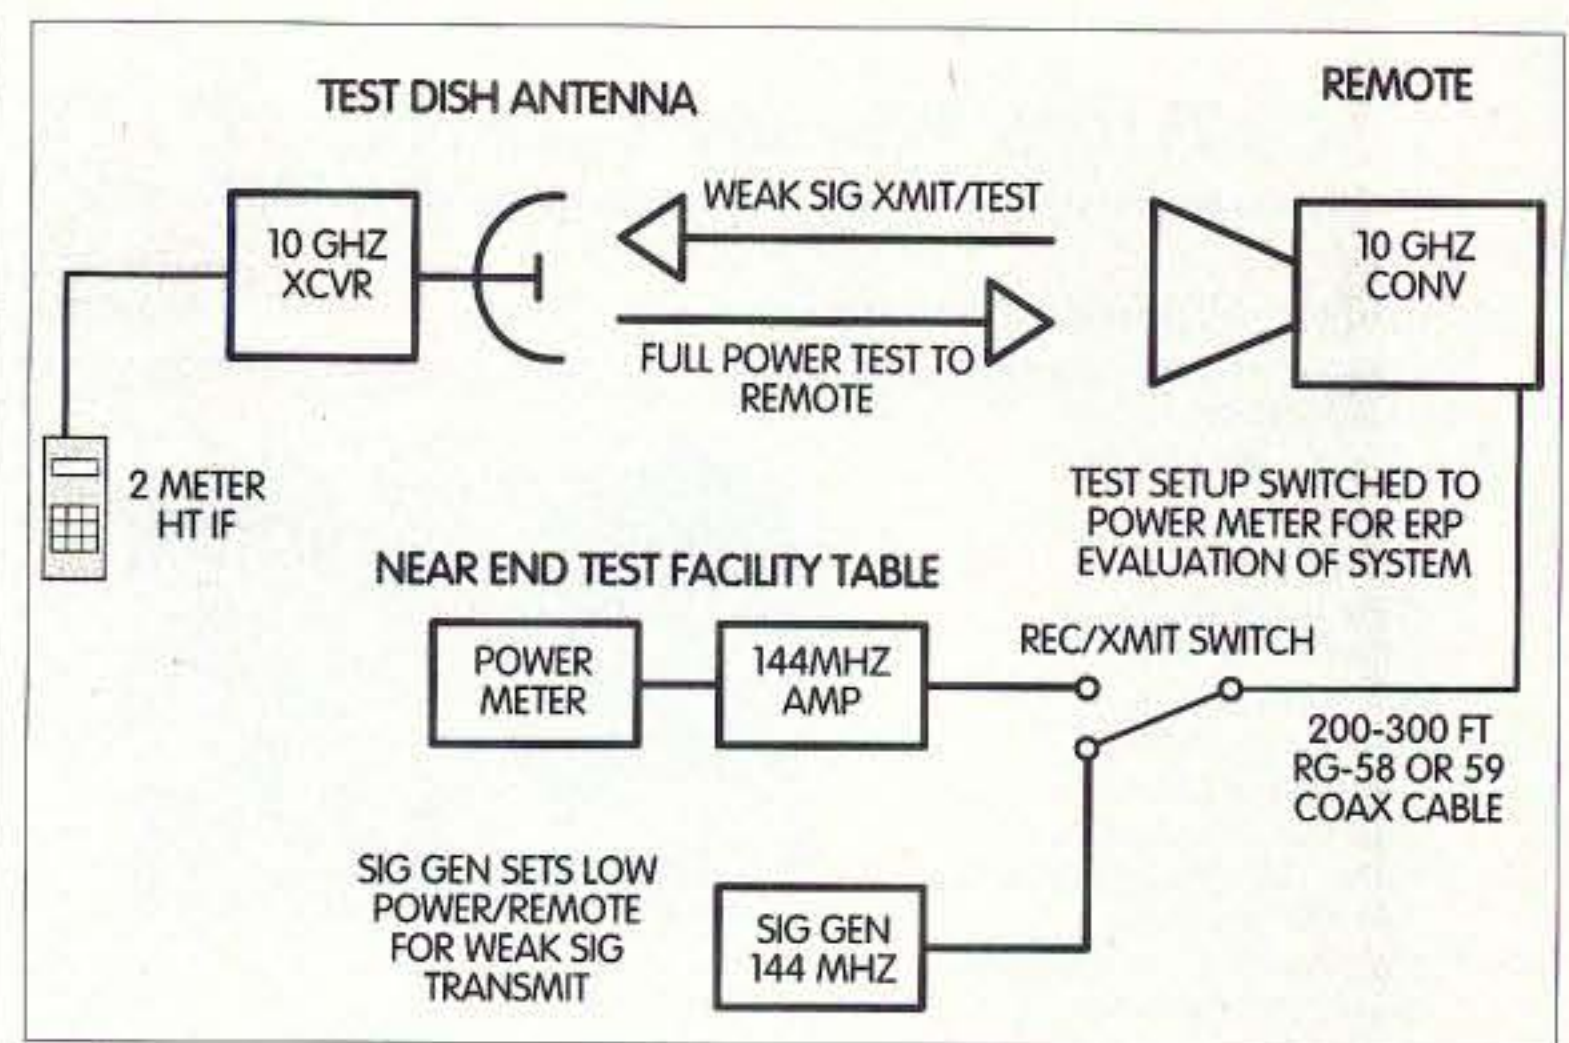 TEST DISH ANTENNA
REMOTE
10 GHZ
XCVR
WEAK SIG XMIT/TEST
FULL POWER TEST TO
REMOTE
10 GHZ
CONV
2 METER
HT IF
TEST SETUP SWITCHED TO
POWER METER FOR ERP
EVALUATION OF SYSTEM
NEAR END TEST FACILITY TABLE
POWER
METER
144MHZ
AMP
REC/XMIT SWITCH
200-300 FT
RG-58 OR 59
COAX CABLE
SIG GEN SETS LOW
POWER/REMOTE
FOR WEAK SIG
TRANSMIT
SIG GEN
144 MHZ